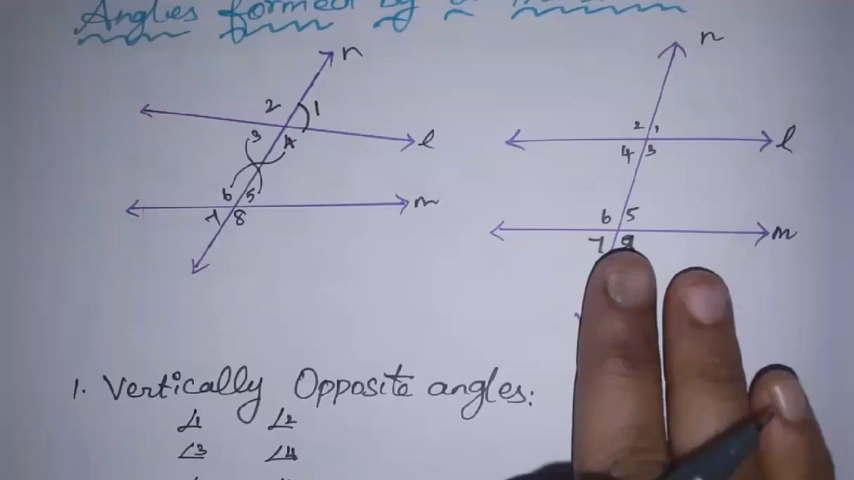 Angles formed by a
n
2 1
3 4
l
6 5
7 8
m
n
2 1
4 3
l
6 5
7 8
m
1. Vertically Opposite angles:
∠1 ∠2
∠3 ∠4